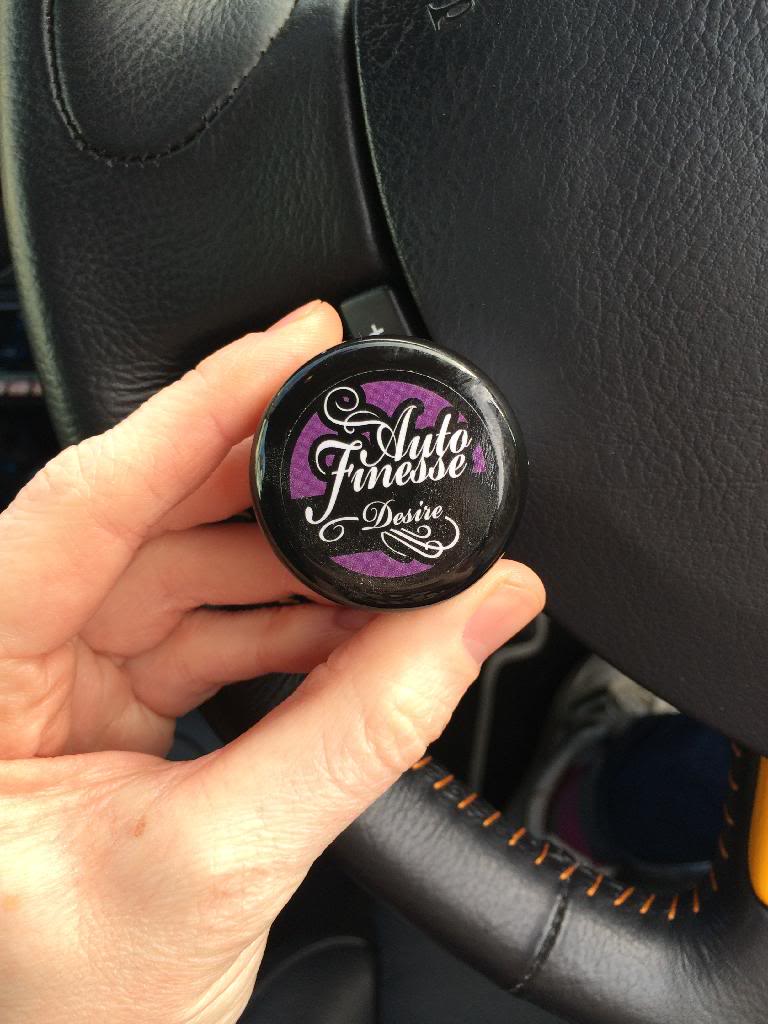 +
Auto
Finesse
Desire